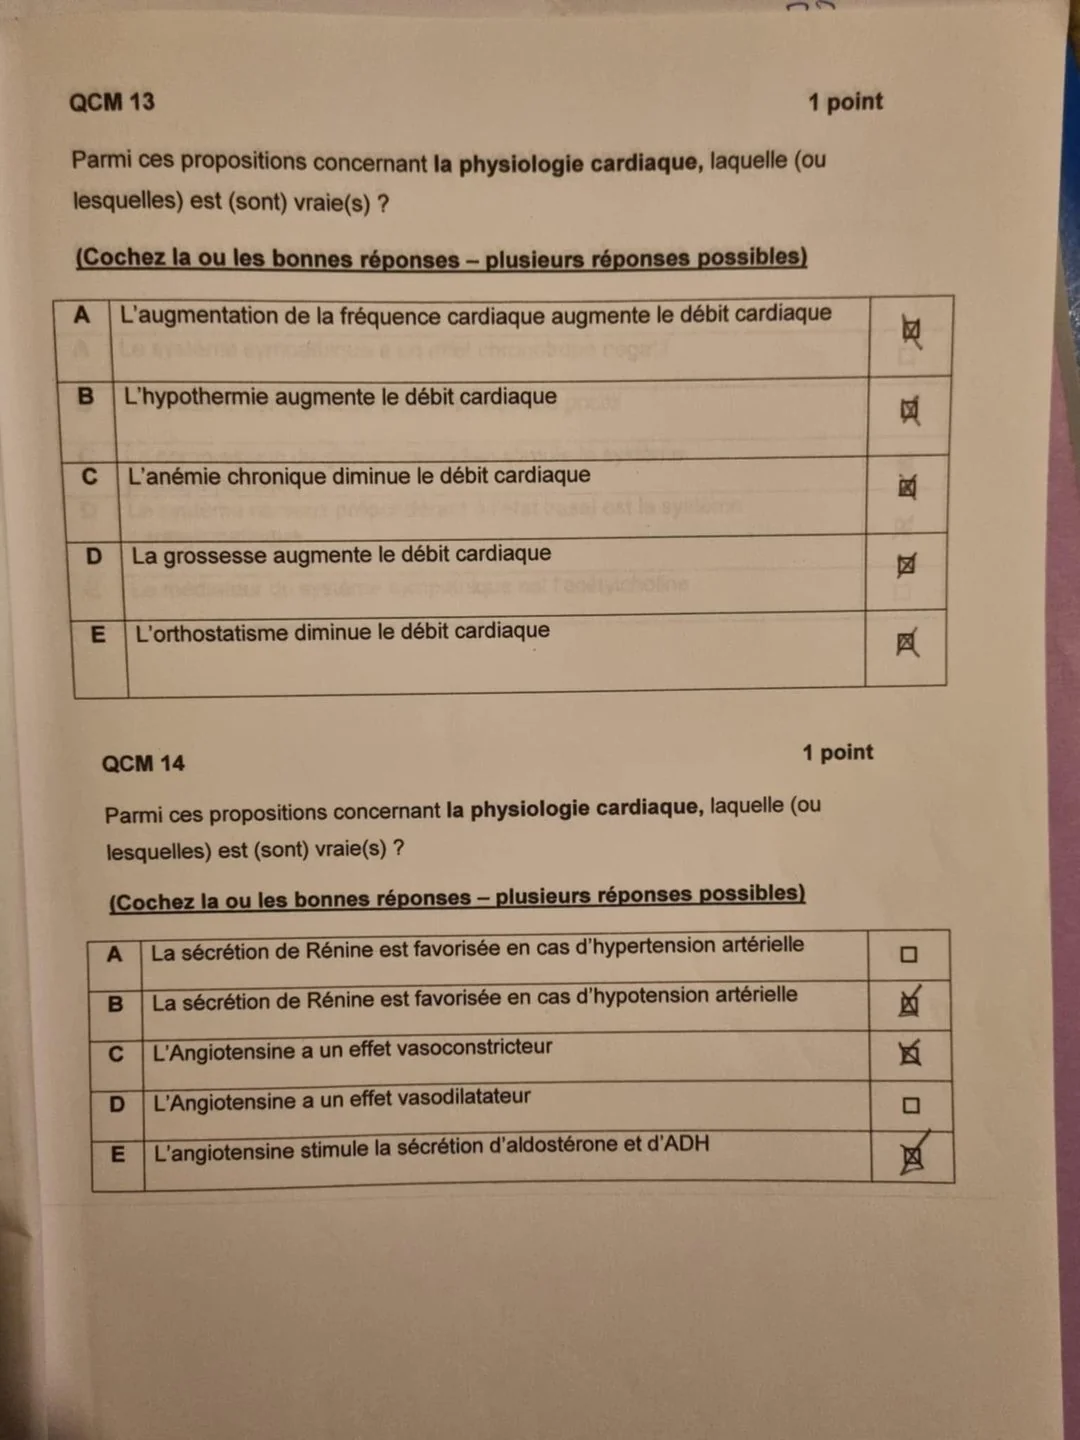 QCM 13 1 point
Parmi ces propositions concernant la physiologie cardiaque, laquelle (ou
lesquelles) est (sont) vraie(s) ?
(Cochez la ou les bonnes réponses – plusieurs réponses possibles)
A L'augmentation de la fréquence cardiaque augmente le débit cardiaque
B L'hypothermie augmente le débit cardiaque
C L'anémie chronique diminue le débit cardiaque
D La grossesse augmente le débit cardiaque
E L'orthostatisme diminue le débit cardiaque
QCM 14 1 point
Parmi ces propositions concernant la physiologie cardiaque, laquelle (ou
lesquelles) est (sont) vraie(s) ?
(Cochez la ou les bonnes réponses – plusieurs réponses possibles)
A La sécrétion de Rénine est favorisée en cas d'hypertension artérielle
B La sécrétion de Rénine est favorisée en cas d'hypotension artérielle
C L'Angiotensine a un effet vasoconstricteur
D L'Angiotensine a un effet vasodilatateur
E L'angiotensine stimule la sécrétion d'aldostérone et d'ADH